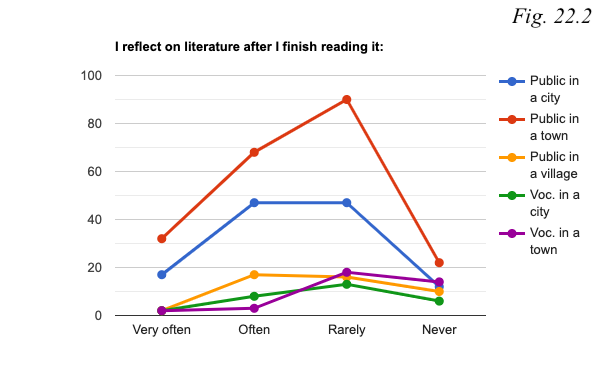 Fig. 22.2
I reflect on literature after I finish reading it:
100
80
60
40
20
0
Very often Often Rarely Never
Public in
a city
Public in
a town
Public in
a village
Voc. in a
city
Voc. in a
town